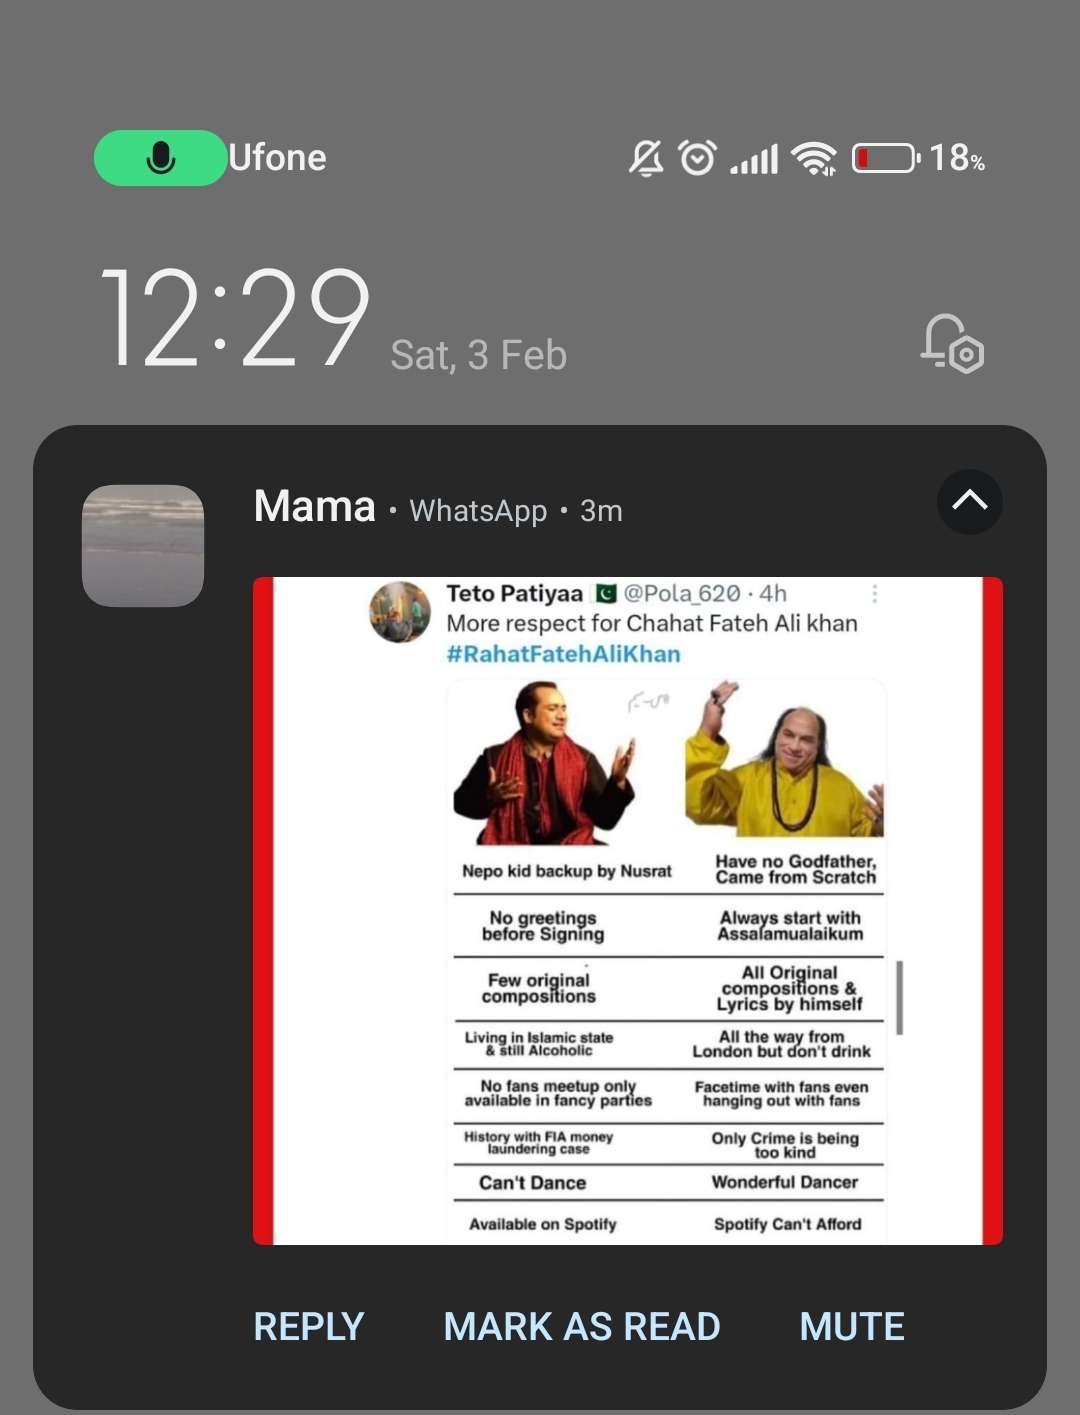 Ufone
18%
12:29 Sat, 3 Feb
Mama • WhatsApp • 3m
Teto Patiyaa 🇵🇰 @Pola_620 · 4h
More respect for Chahat Fateh Ali khan
#RahatFatehAliKhan
Nepo kid backup by Nusrat
Have no Godfather,
Came from Scratch
No greetings
before Signing
Always start with
Assalamualaikum
Few original
compositions
All Original
compositions &
Lyrics by himself
Living in Islamic state
& still Alcoholic
All the way from
London but don't drink
No fans meetup only
available in fancy parties
Facetime with fans even
hanging out with fans
History with FIA money
laundering case
Only Crime is being
too kind
Can't Dance
Wonderful Dancer
Available on Spotify
Spotify Can't Afford
REPLY
MARK AS READ
MUTE